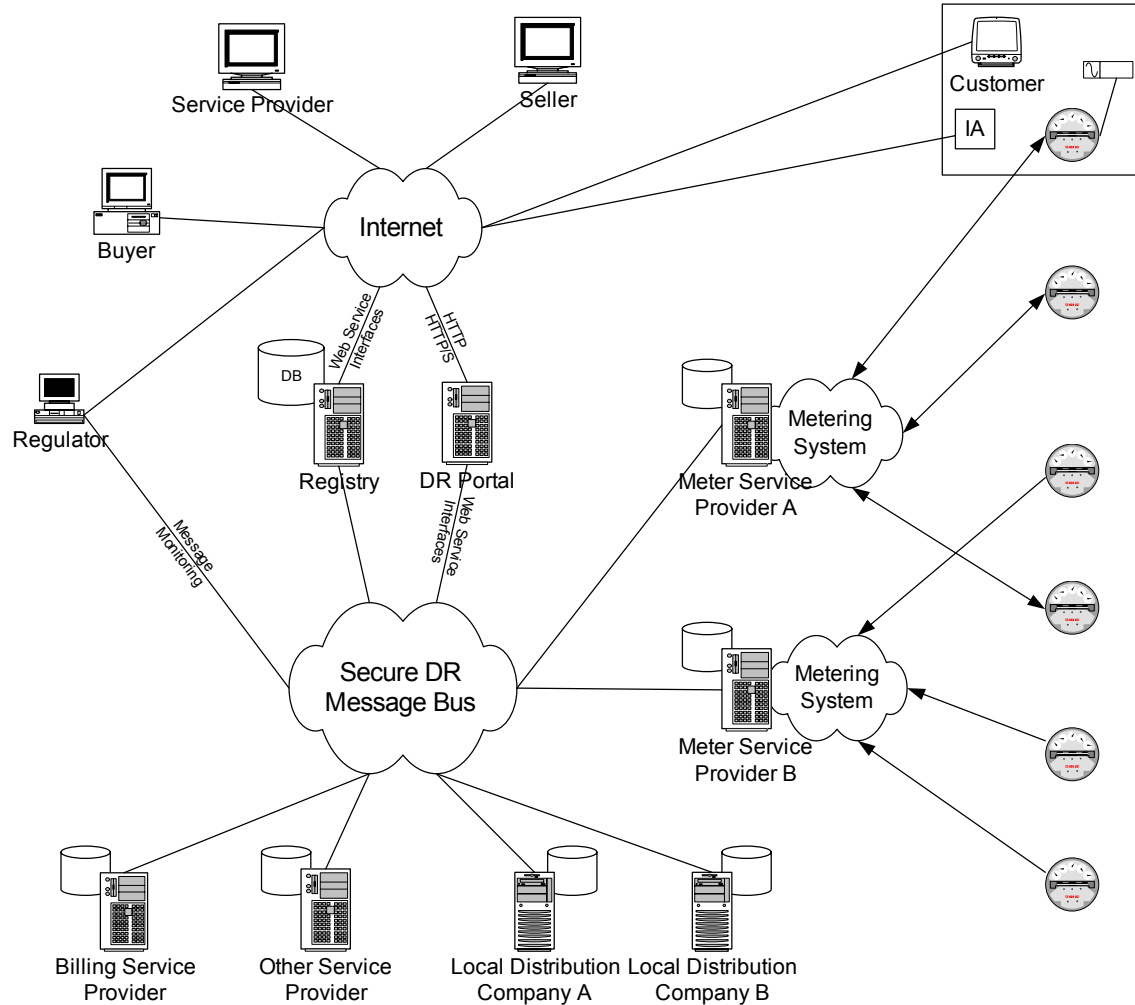 Service Provider
Seller
Customer
IA
Buyer
Internet
Web Service
Interfaces
HTTP
HTTP/S
DB
Regulator
Registry
DR Portal
Metering
System
Meter Service
Provider A
Message
Monitoring
Web Service
Interfaces
Secure DR
Message Bus
Metering
System
Meter Service
Provider B
Billing Service
Provider
Other Service
Provider
Local Distribution
Company A
Local Distribution
Company B